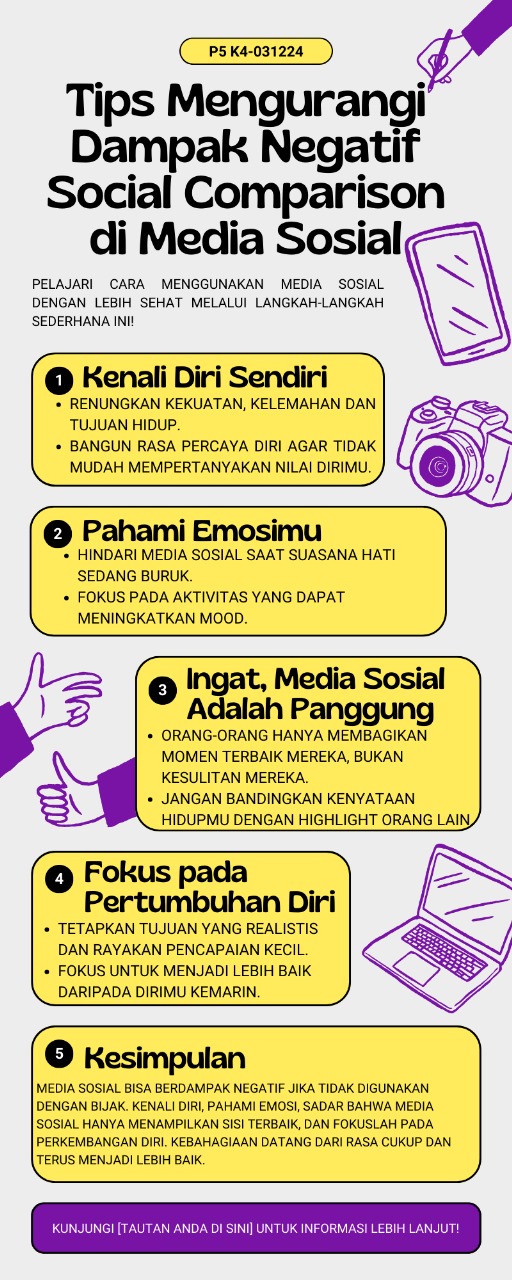 P5 K4-031224
Tips Mengurangi
Dampak Negatif
Social Comparison
di Media Sosial
PELAJARI CARA MENGGUNAKAN MEDIA SOSIAL
DENGAN LEBIH SEHAT MELALUI LANGKAH-LANGKAH
SEDERHANA INI!
1 Kenali Diri Sendiri
• RENUNGKAN KEKUATAN, KELEMAHAN DAN
TUJUAN HIDUP.
• BANGUN RASA PERCAYA DIRI AGAR TIDAK
MUDAH MEMPERTANYAKAN NILAI DIRIMU.
2 Pahami Emosimu
• HINDARI MEDIA SOSIAL SAAT SUASANA HATI
SEDANG BURUK.
• FOKUS PADA AKTIVITAS YANG DAPAT
MENINGKATKAN MOOD.
3 Ingat, Media Sosial
Adalah Panggung
• ORANG-ORANG HANYA MEMBAGIKAN
MOMEN TERBAIK MEREKA, BUKAN
KESULITAN MEREKA.
• JANGAN BANDINGKAN KENYATAAN
HIDUPMU DENGAN HIGHLIGHT ORANG LAIN
4 Fokus pada
Pertumbuhan Diri
• TETAPKAN TUJUAN YANG REALISTIS
DAN RAYAKAN PENCAPAIAN KECIL.
• FOKUS UNTUK MENJADI LEBIH BAIK
DARIPADA DIRIMU KEMARIN.
5 Kesimpulan
MEDIA SOSIAL BISA BERDAMPAK NEGATIF JIKA TIDAK DIGUNAKAN
DENGAN BIJAK. KENALI DIRI, PAHAMI EMOSI, SADAR BAHWA MEDIA
SOSIAL HANYA MENAMPILKAN SISI TERBAIK, DAN FOKUSLAH PADA
PERKEMBANGAN DIRI. KEBAHAGIAAN DATANG DARI RASA CUKUP DAN
TERUS MENJADI LEBIH BAIK.
KUNJUNGI [TAUTAN ANDA DI SINI] UNTUK INFORMASI LEBIH LANJUT!